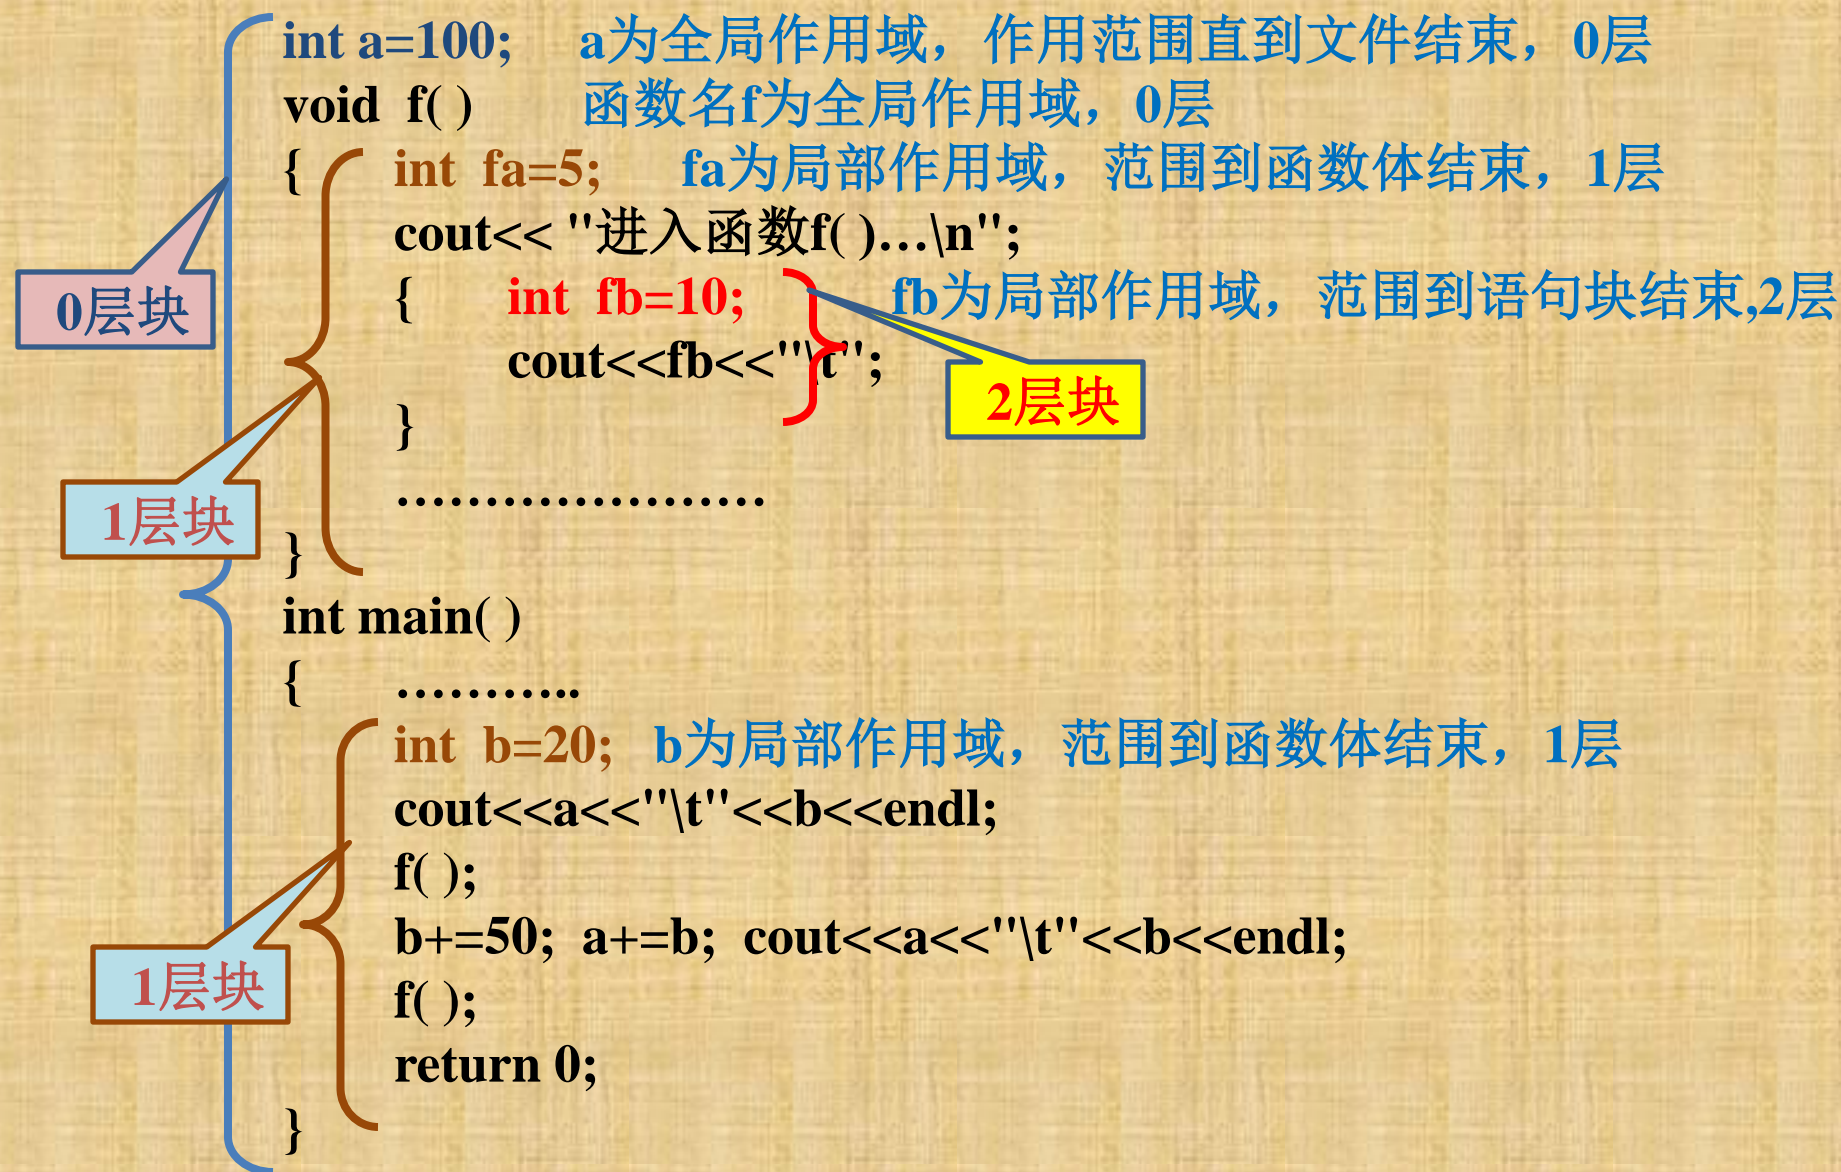 int a=100; a为全局作用域，作用范围直到文件结束，0层
void f( ) 函数名f为全局作用域，0层
{ int fa=5; fa为局部作用域，范围到函数体结束，1层
cout<< "进入函数f( )…\n";
{ int fb=10; fb为局部作用域，范围到语句块结束,2层
0层块
cout<<fb<<"\t";
2层块
}
…………………
1层块
}
int main( )
{ ………..
int b=20; b为局部作用域，范围到函数体结束，1层
cout<<a<<"\t"<<b<<endl;
f( );
b+=50; a+=b; cout<<a<<"\t"<<b<<endl;
1层块
f( );
return 0;
}